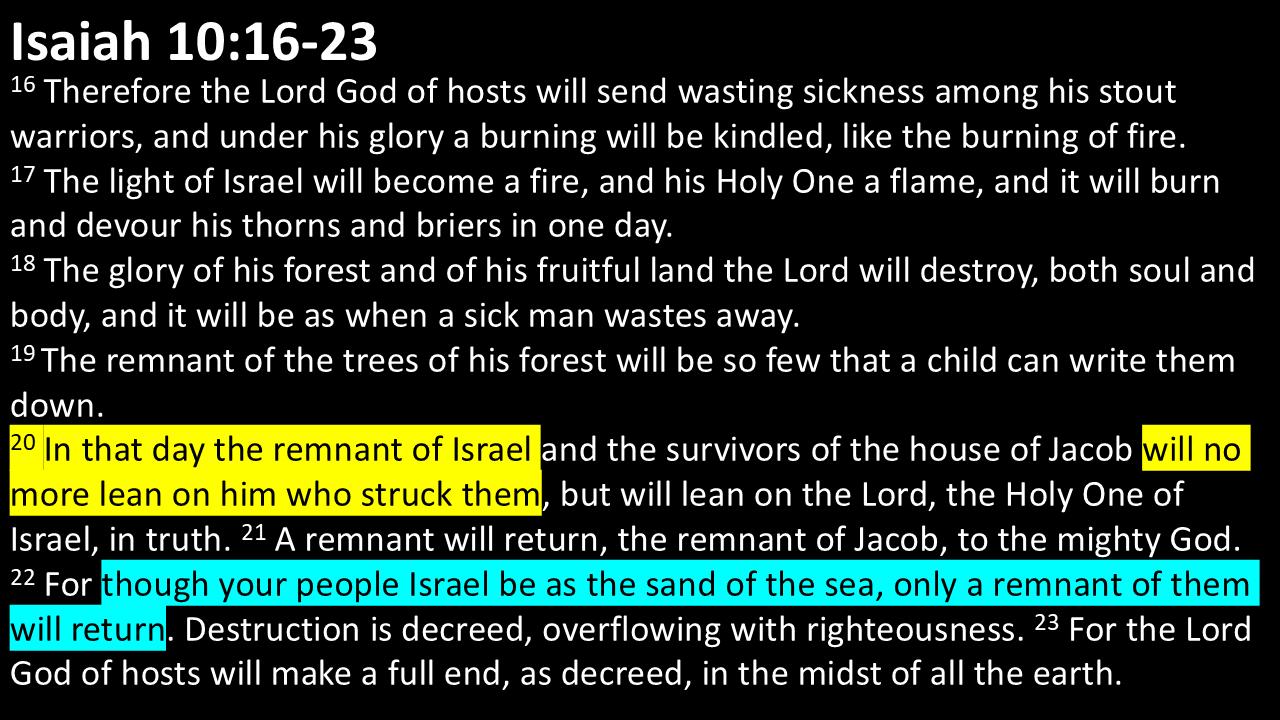 Isaiah 10:16-23
16 Therefore the Lord God of hosts will send wasting sickness among his stout
warriors, and under his glory a burning will be kindled, like the burning of fire.
17 The light of Israel will become a fire, and his Holy One a flame, and it will burn
and devour his thorns and briers in one day.
18 The glory of his forest and of his fruitful land the Lord will destroy, both soul and
body, and it will be as when a sick man wastes away.
19 The remnant of the trees of his forest will be so few that a child can write them
down.
20 In that day the remnant of Israel and the survivors of the house of Jacob will no
more lean on him who struck them, but will lean on the Lord, the Holy One of
Israel, in truth. 21 A remnant will return, the remnant of Jacob, to the mighty God.
22 For though your people Israel be as the sand of the sea, only a remnant of them
will return. Destruction is decreed, overflowing with righteousness. 23 For the Lord
God of hosts will make a full end, as decreed, in the midst of all the earth.